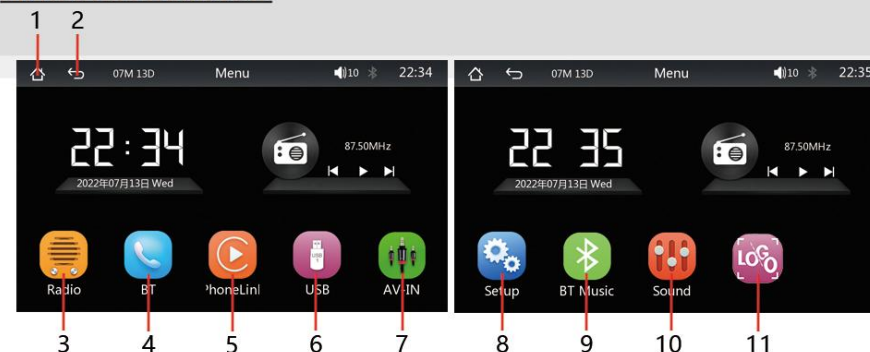 1 2
07M 13D Menu 10 22:34
07M 13D Menu 10 22:35
22:34
2022年07月13日 Wed
87.50MHz
22 35
2022年07月13日 Wed
87.50MHz
USB
LOGO
Radio BT PhoneLinl USB AV-IN
Setup BT Music Sound
3 4 5 6 7 8 9 10 11